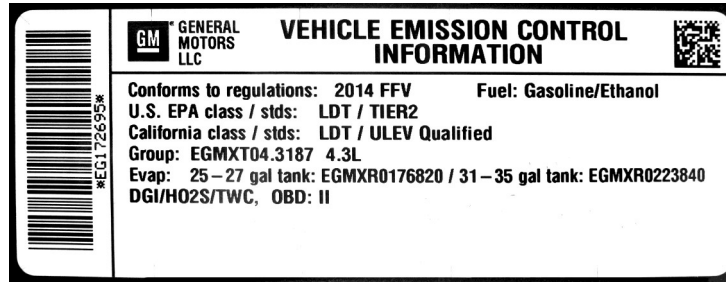 GM
GENERAL
MOTORS
LLC
VEHICLE EMISSION CONTROL
INFORMATION
Conforms to regulations: 2014 FFV Fuel: Gasoline/Ethanol
U.S. EPA class / stds: LDT / TIER2
California class / stds: LDT / ULEV Qualified
Group: EGMXT04.3187 4.3L
Evap: 25–27 gal tank: EGMXR0176820 / 31–35 gal tank: EGMXR0223840
DGI/HO2S/TWC, OBD: II
*EG172695*